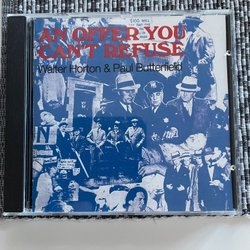 AN OFFER YOU
CAN'T REFUSE
Walter Horton & Paul Butterfield